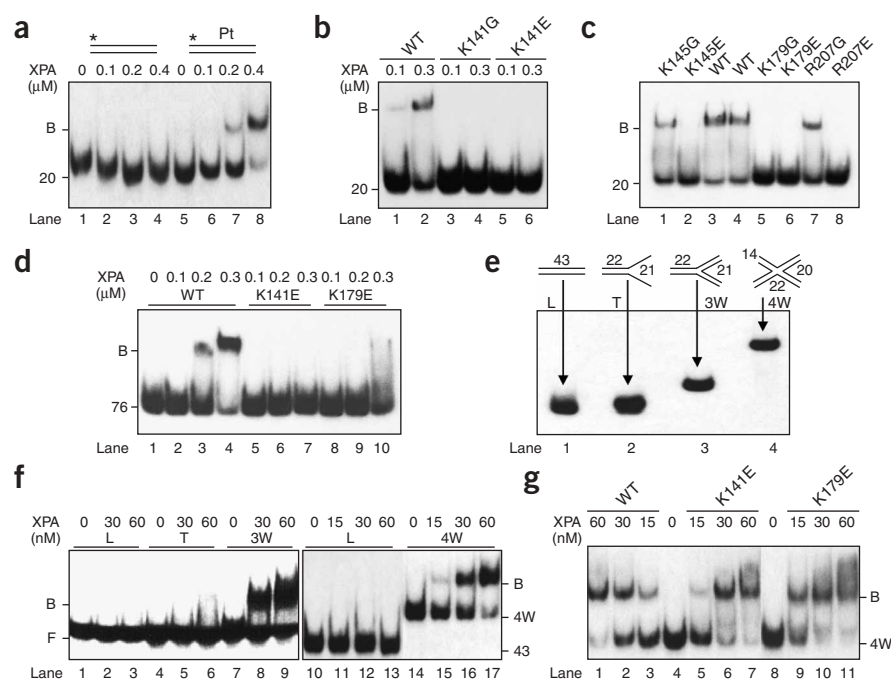 a
* * Pt
XPA 0 0.1 0.2 0.4 0 0.1 0.2 0.4
(μM)
B
20
Lane 1 2 3 4 5 6 7 8
b
WT K141G K141E
XPA 0.1 0.3 0.1 0.3 0.1 0.3
(μM)
B
20
Lane 1 2 3 4 5 6
c
K145G K145E WT WT K179G K179E R207G R207E
B
20
Lane 1 2 3 4 5 6 7 8
d
XPA 0 0.1 0.2 0.3 0.1 0.2 0.3 0.1 0.2 0.3
(μM) WT K141E K179E
B
76
Lane 1 2 3 4 5 6 7 8 9 10
e
43 22 21 22 21 14 20 22
L T 3W 4W
Lane 1 2 3 4
f
XPA 0 30 60 0 30 60 0 30 60 0 15 30 60 0 15 30 60
(nM) L T 3W L 4W
B B
F 4W
43
Lane 1 2 3 4 5 6 7 8 9 10 11 12 13 14 15 16 17
g
WT K141E K179E
XPA 60 30 15 0 15 30 60 0 15 30 60
(nM)
B
4W
Lane 1 2 3 4 5 6 7 8 9 10 11